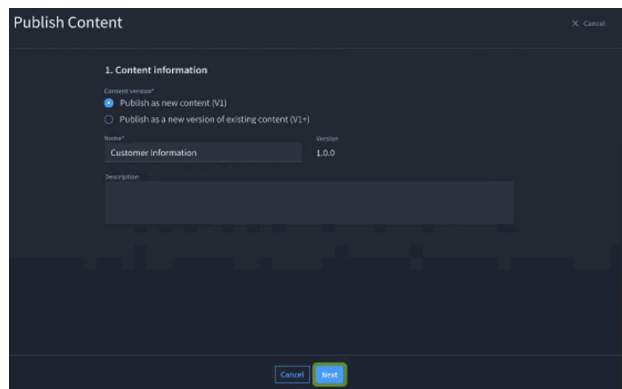 Publish Content
× Cancel
1. Content information
Content version*
Publish as new content (V1)
Publish as a new version of existing content (V1+)
Name*
Version
Customer Information
1.0.0
Description
Cancel
Next